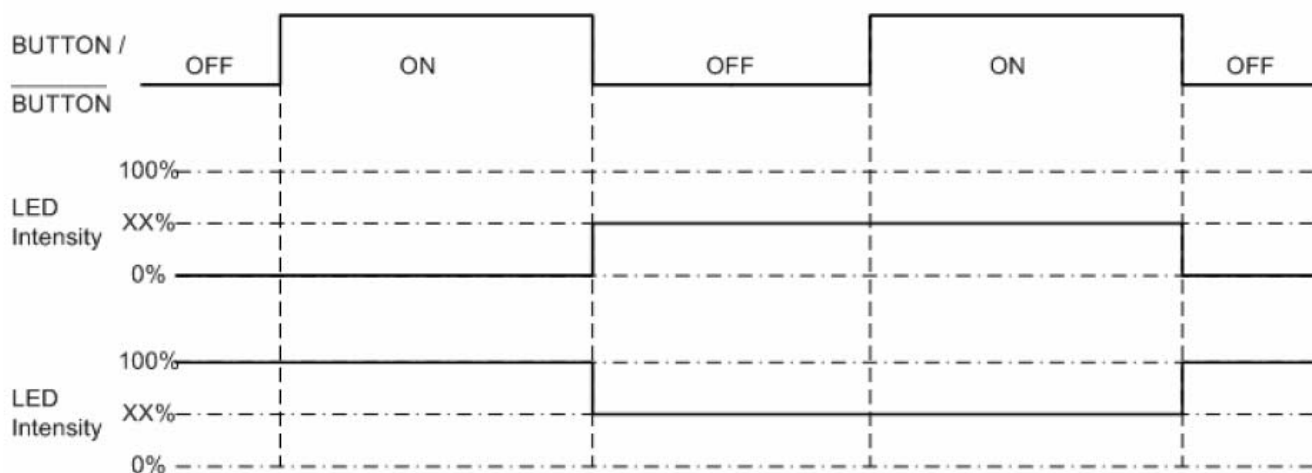 BUTTON /
BUTTON
OFF ON OFF ON OFF
100%
LED
Intensity
XX%
0%
100%
LED
Intensity
XX%
0%